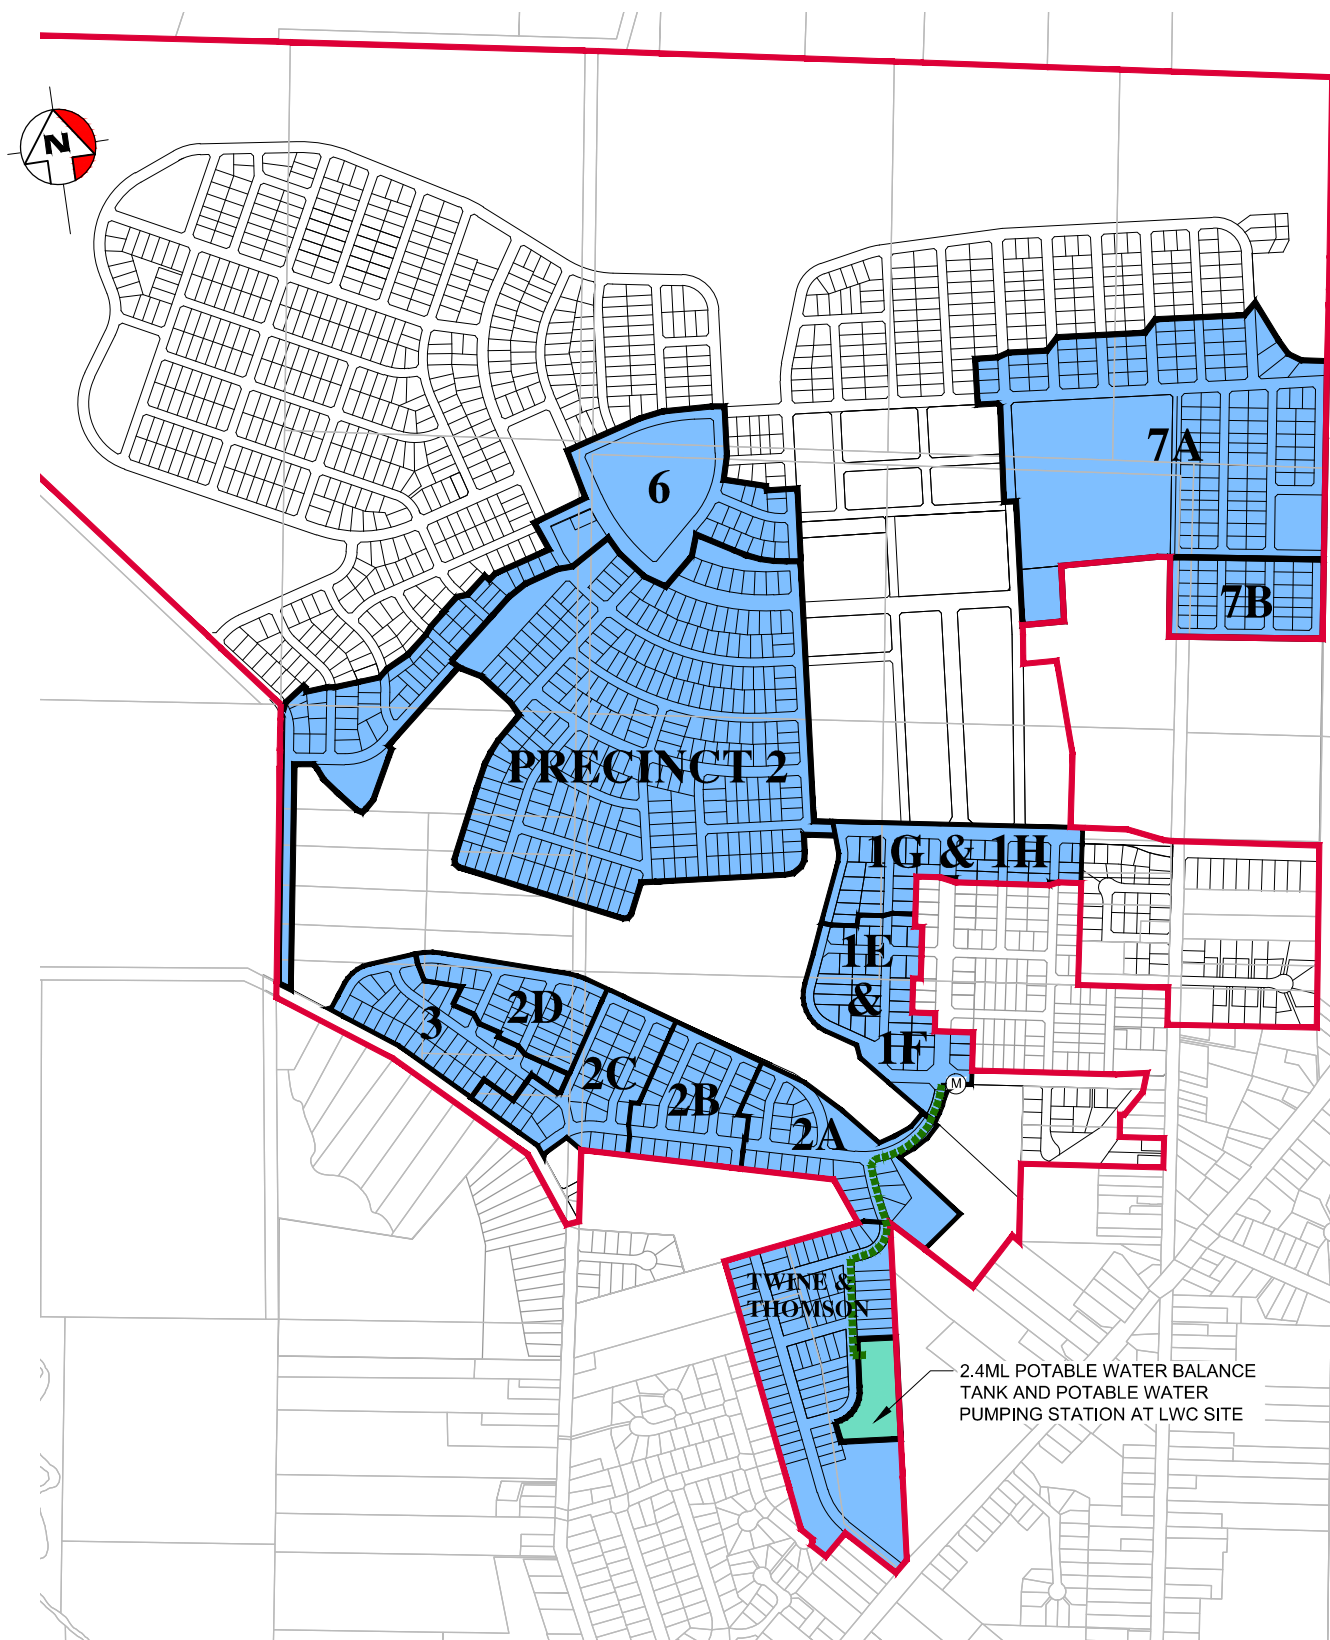 N
6
7A
7B
PRECINCT 2
1G & 1H
1E
&
1F
3
2D
2C
2B
2A
M
TWINE &
THOMSON
2.4ML POTABLE WATER BALANCE
TANK AND POTABLE WATER
PUMPING STATION AT LWC SITE